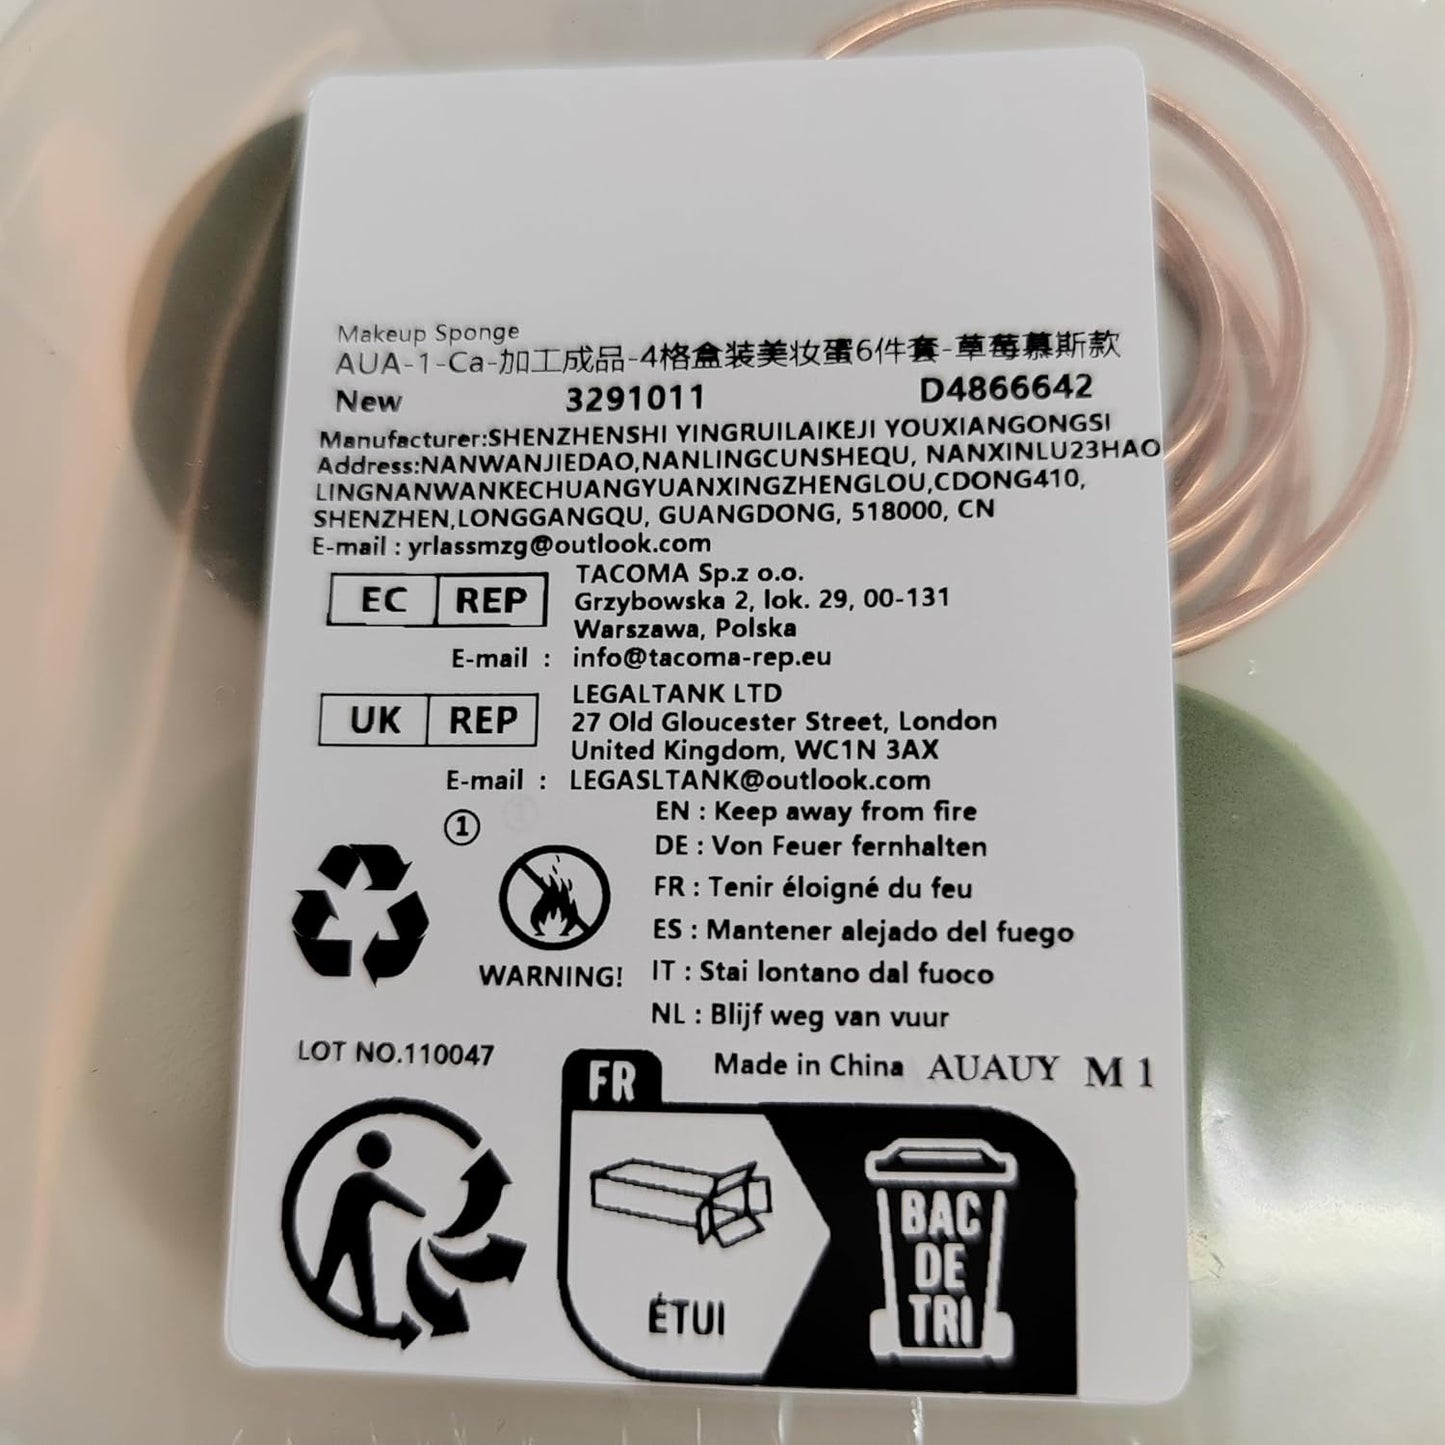 Makeup Sponge
AUA-1-Ca-加工成品-4格盒装美妆蛋6件套-草莓慕斯款
New 3291011 D4866642
Manufacturer:SHENZHENSHI YINGRUILAIKEJI YOUXIANGONGSI
Address:NANWANJIEDAO,NANLINGCUNSHEQU, NANXINLU23HAO
LINGNANWANKECHUANGYUANXINGZHENGLOU,CDONG410,
SHENZHEN,LONGGANGQU, GUANGDONG, 518000, CN
E-mail : yrlassmzg@outlook.com
EC REP
TACOMA Sp.z o.o.
Grzybowska 2, lok. 29, 00-131
Warszawa, Polska
E-mail : info@tacoma-rep.eu
UK REP
LEGALTANK LTD
27 Old Gloucester Street, London
United Kingdom, WC1N 3AX
E-mail : LEGASLTANK@outlook.com
①
WARNING!
EN : Keep away from fire
DE : Von Feuer fernhalten
FR : Tenir éloigné du feu
ES : Mantener alejado del fuego
IT : Stai lontano dal fuoco
NL : Blijf weg van vuur
LOT NO.110047
Made in China AUAUY M 1
FR
ÉTUI
BAC
DE
TRI